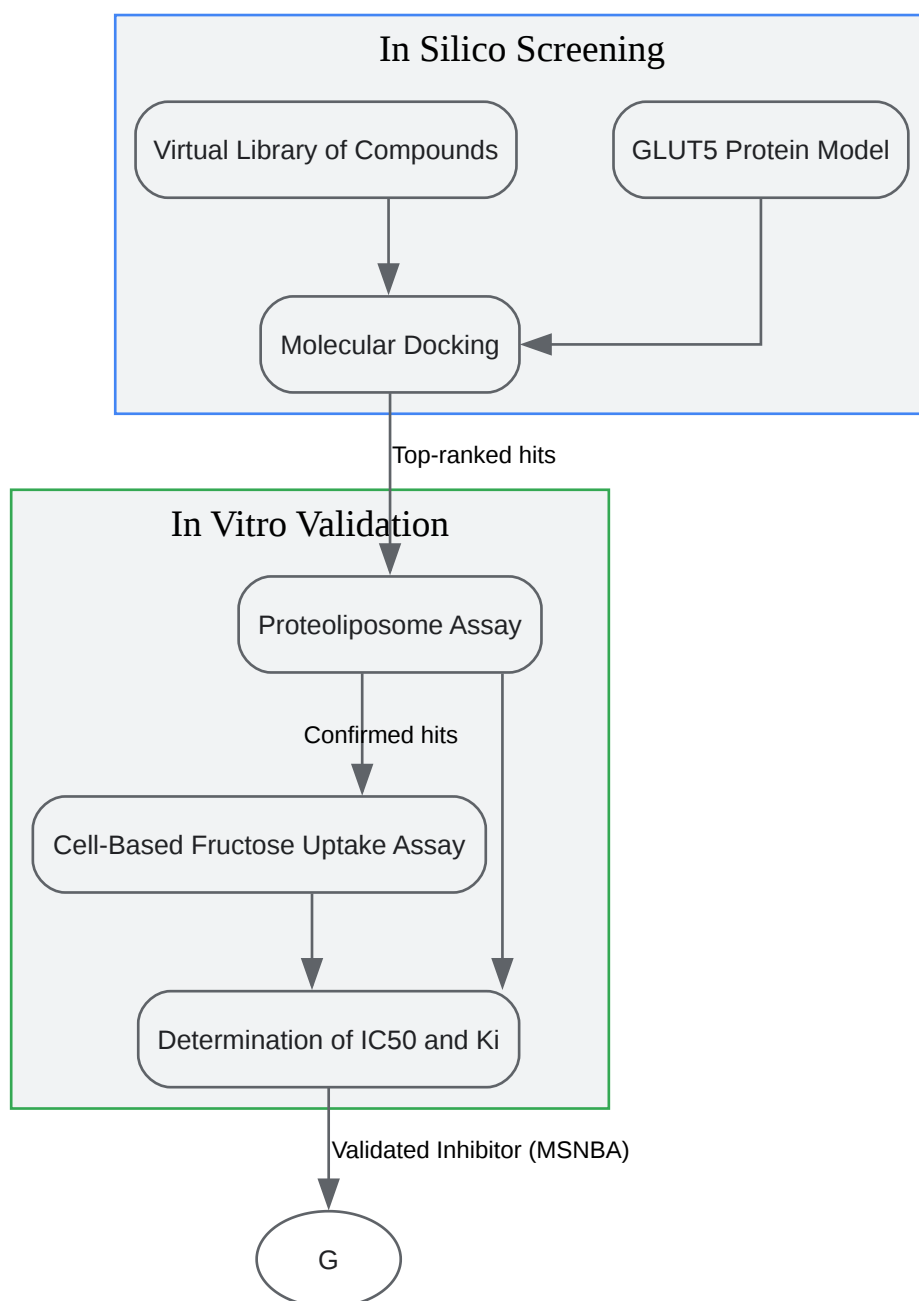 In Silico Screening
Virtual Library of Compounds
GLUT5 Protein Model
Molecular Docking
Top-ranked hits
In Vitro Validation
Proteoliposome Assay
Confirmed hits
Cell-Based Fructose Uptake Assay
Determination of IC50 and Ki
Validated Inhibitor (MSNBA)
G